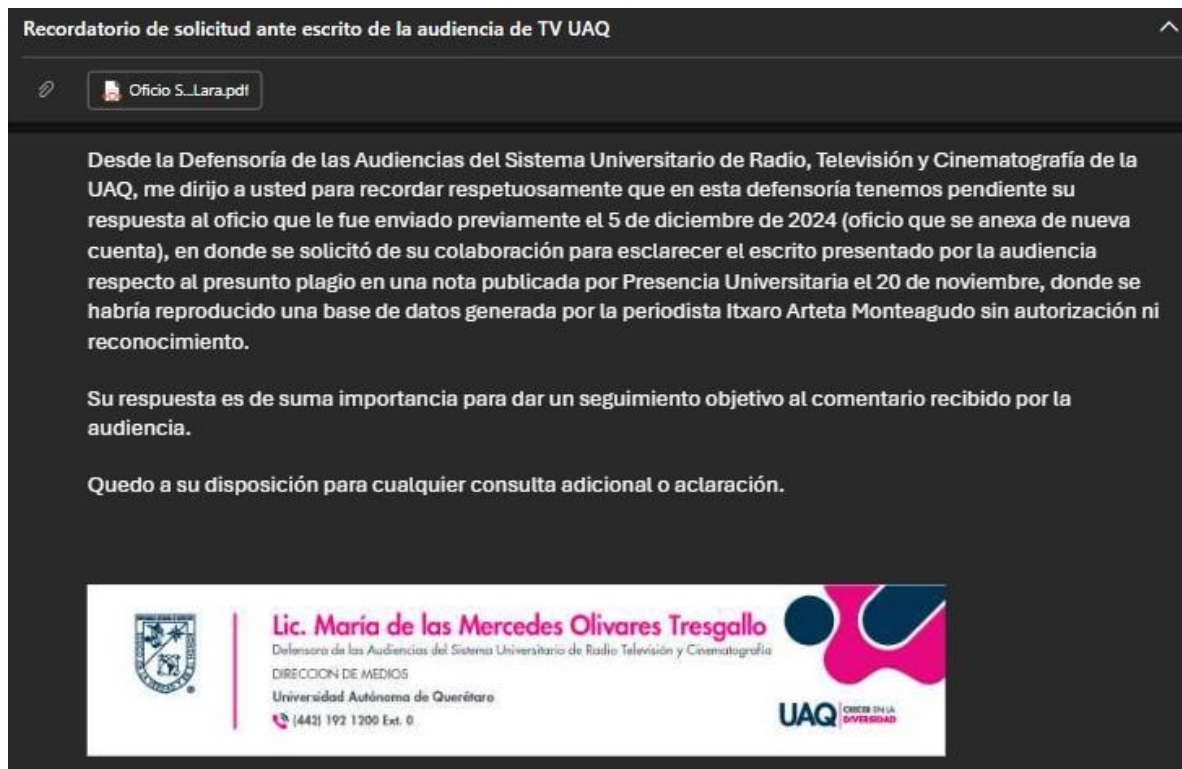 Recordatorio de solicitud ante escrito de la audiencia de TV UAQ
Oficio S...Lara.pdf
Desde la Defensoría de las Audiencias del Sistema Universitario de Radio, Televisión y Cinematografía de la
UAQ, me dirijo a usted para recordar respetuosamente que en esta defensoría tenemos pendiente su
respuesta al oficio que le fue enviado previamente el 5 de diciembre de 2024 (oficio que se anexa de nueva
cuenta), en donde se solicitó de su colaboración para esclarecer el escrito presentado por la audiencia
respecto al presunto plagio en una nota publicada por Presencia Universitaria el 20 de noviembre, donde se
habría reproducido una base de datos generada por la periodista Itxaro Arteta Monteagudo sin autorización ni
reconocimiento.
Su respuesta es de suma importancia para dar un seguimiento objetivo al comentario recibido por la
audiencia.
Quedo a su disposición para cualquier consulta adicional o aclaración.
Lic. María de las Mercedes Olivares Tresgallo
Defensora de las Audiencias del Sistema Universitario de Radio Televisión y Cinematografía
DIRECCION DE MEDIOS
Universidad Autónoma de Querétaro
(442) 192 1200 Ext. 0
UAQ CRECER EN LA
DIVERSIDAD